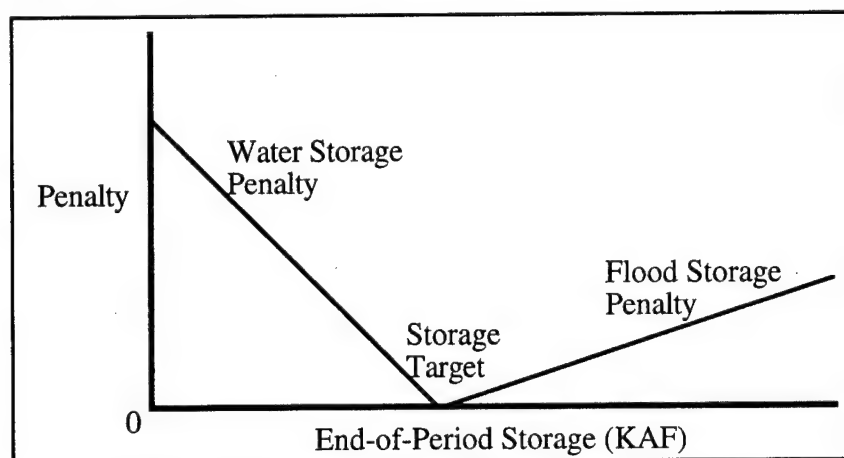 Water Storage
Penalty
Penalty
Flood Storage
Penalty
Storage
Target
0
End-of-Period Storage (KAF)